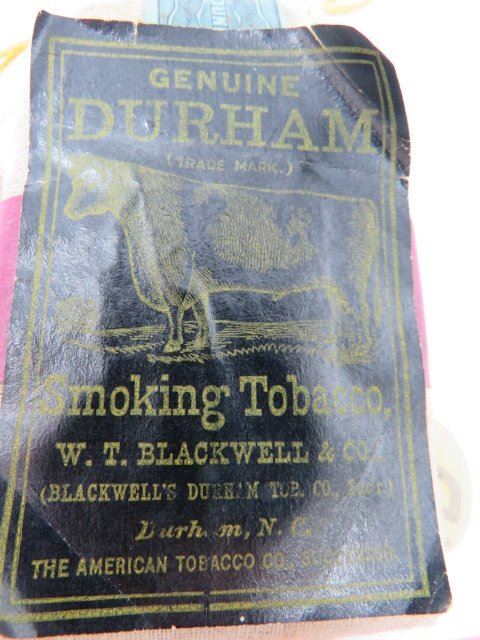 GENUINE
DURHAM
(TRADE MARK.)
Smoking Tobacco,
W. T. BLACKWELL & CO.
(BLACKWELL'S DURHAM TOB. CO.,
Durham, N. C.
THE AMERICAN TOBACCO CO.,